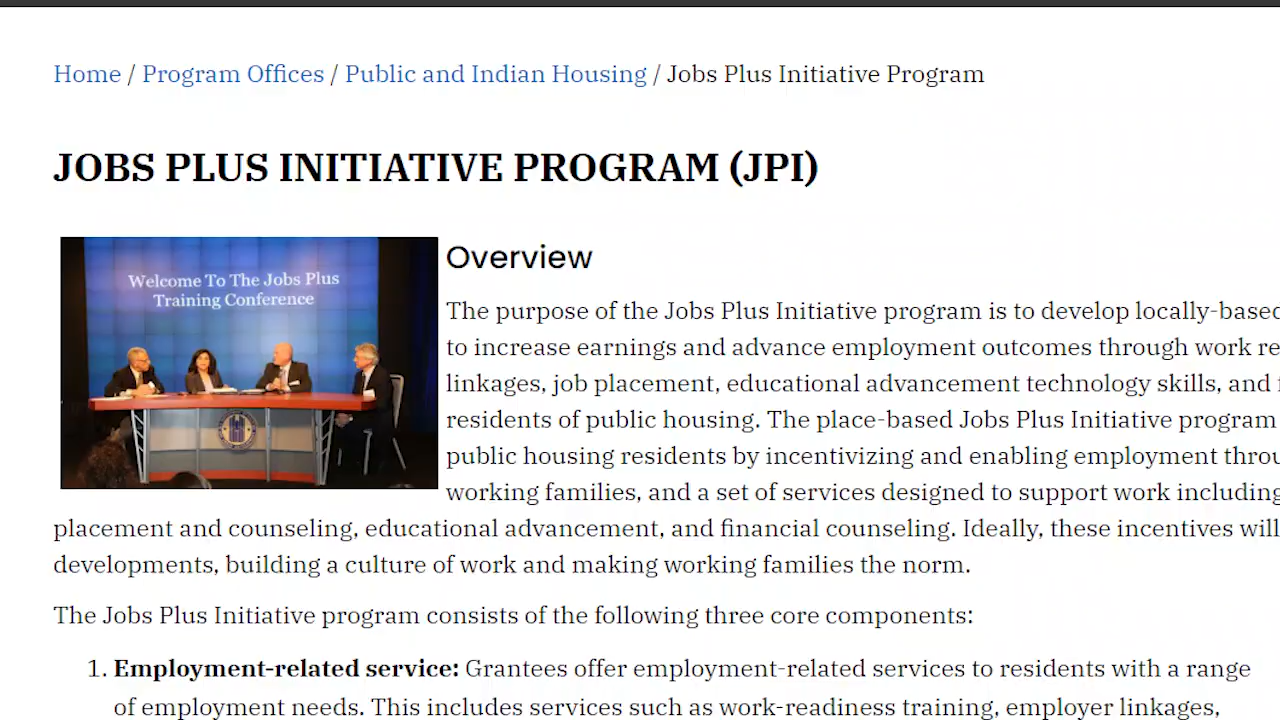 Home / Program Offices / Public and Indian Housing / Jobs Plus Initiative Program
JOBS PLUS INITIATIVE PROGRAM (JPI)
Welcome To The Jobs Plus
Training Conference
Overview
The purpose of the Jobs Plus Initiative program is to develop locally-based
to increase earnings and advance employment outcomes through work
linkages, job placement, educational advancement technology skills, and
residents of public housing. The place-based Jobs Plus Initiative program
public housing residents by incentivizing and enabling employment
working families, and a set of services designed to support work including
placement and counseling, educational advancement, and financial counseling. Ideally, these incentives will
developments, building a culture of work and making working families the norm.
The Jobs Plus Initiative program consists of the following three core components:
1. Employment-related service: Grantees offer employment-related services to residents with a range
of employment needs. This includes services such as work-readiness training, employer linkages,